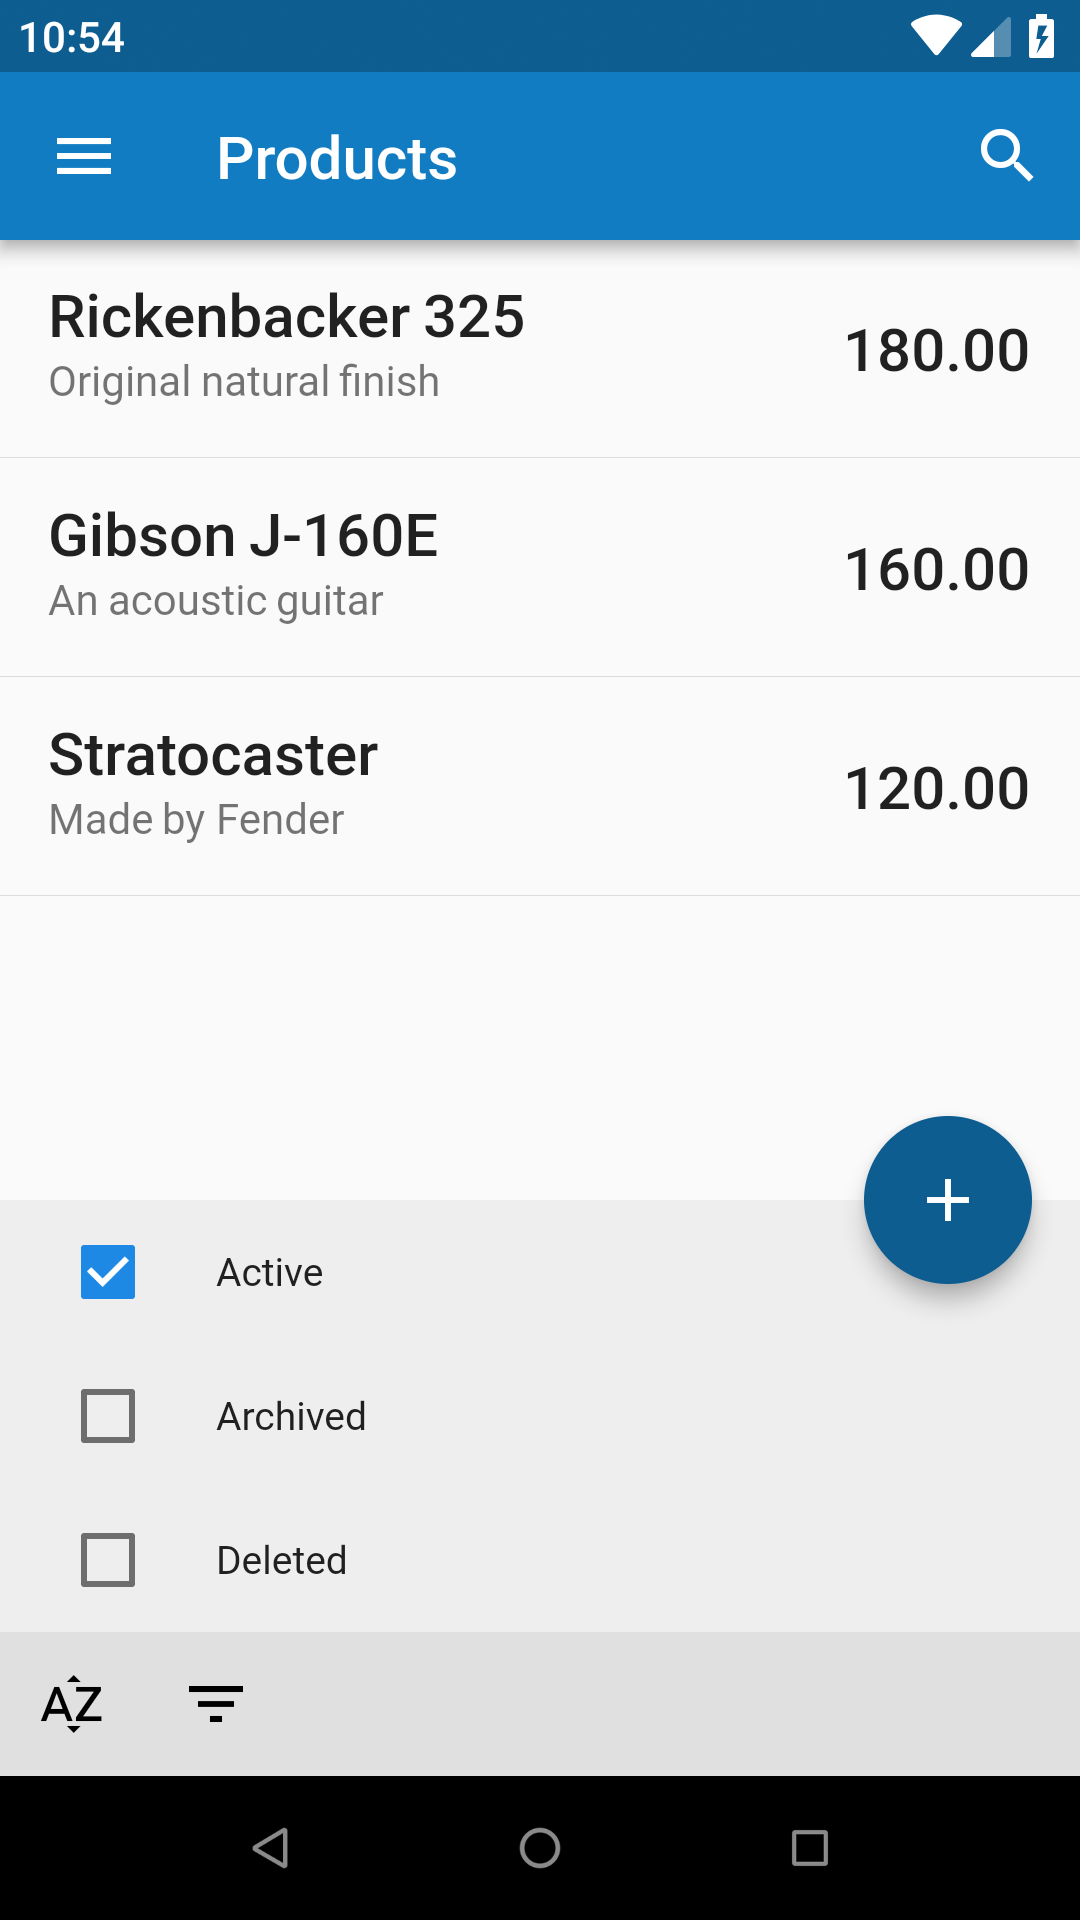 10:54
Products
Rickenbacker 325
Original natural finish
180.00
Gibson J-160E
An acoustic guitar
160.00
Stratocaster
Made by Fender
120.00
Active
Archived
Deleted
AZ